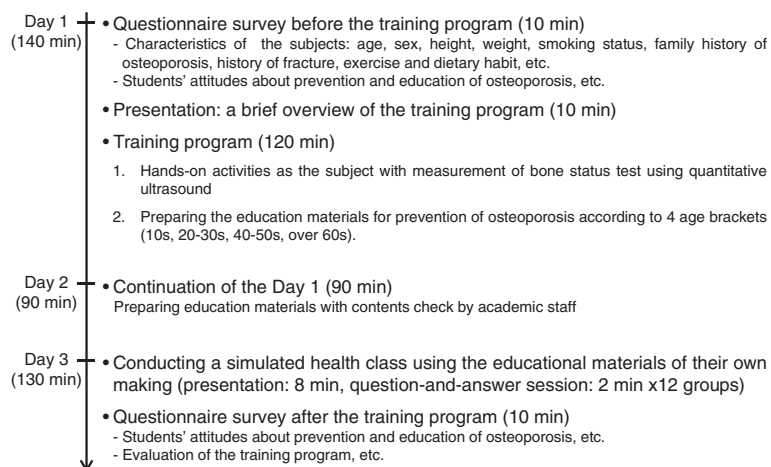 Day 1
(140 min)
• Questionnaire survey before the training program (10 min)
- Characteristics of the subjects: age, sex, height, weight, smoking status, family history of
osteoporosis, history of fracture, exercise and dietary habit, etc.
- Students' attitudes about prevention and education of osteoporosis, etc.
• Presentation: a brief overview of the training program (10 min)
• Training program (120 min)
1. Hands-on activities as the subject with measurement of bone status test using quantitative
ultrasound
2. Preparing the education materials for prevention of osteoporosis according to 4 age brackets
(10s, 20-30s, 40-50s, over 60s).
Day 2
(90 min)
• Continuation of the Day 1 (90 min)
Preparing education materials with contents check by academic staff
Day 3
(130 min)
• Conducting a simulated health class using the educational materials of their own
making (presentation: 8 min, question-and-answer session: 2 min x12 groups)
• Questionnaire survey after the training program (10 min)
- Students' attitudes about prevention and education of osteoporosis, etc.
- Evaluation of the training program, etc.